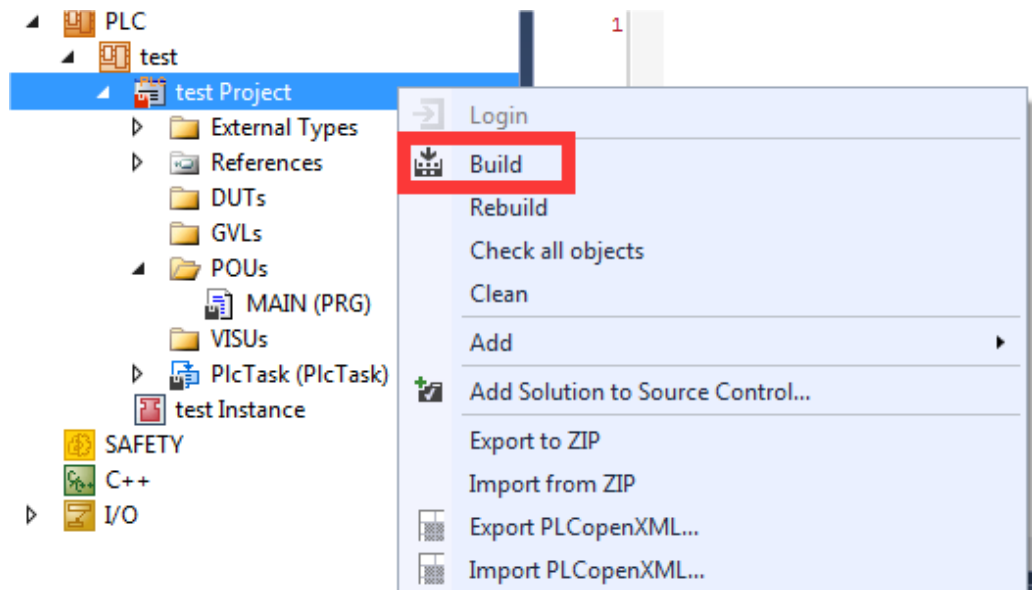 PLC
test
test Project
External Types
References
DUTs
GVLs
POUs
MAIN (PRG)
VISUs
PlcTask (PlcTask)
test Instance
SAFETY
C++
I/O
1
Login
Build
Rebuild
Check all objects
Clean
Add
Add Solution to Source Control...
Export to ZIP
Import from ZIP
Export PLCopenXML...
Import PLCopenXML...